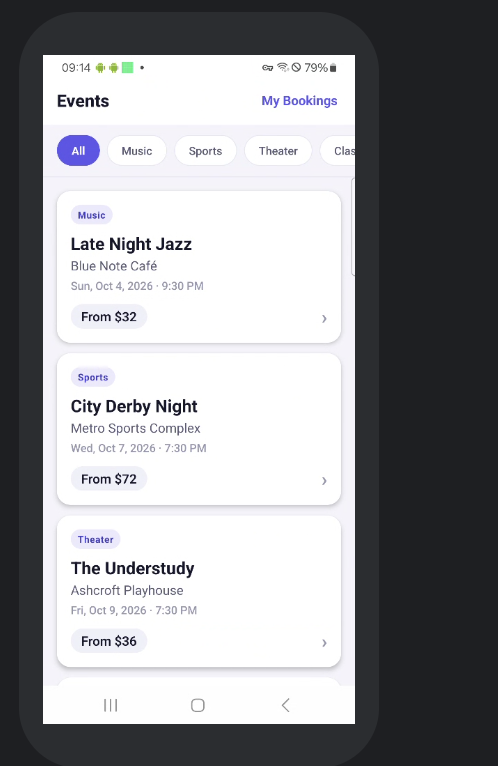 09:14
79%
Events
My Bookings
All
Music
Sports
Theater
Clas
Music
Late Night Jazz
Blue Note Café
Sun, Oct 4, 2026 · 9:30 PM
From $32
Sports
City Derby Night
Metro Sports Complex
Wed, Oct 7, 2026 · 7:30 PM
From $72
Theater
The Understudy
Ashcroft Playhouse
Fri, Oct 9, 2026 · 7:30 PM
From $36